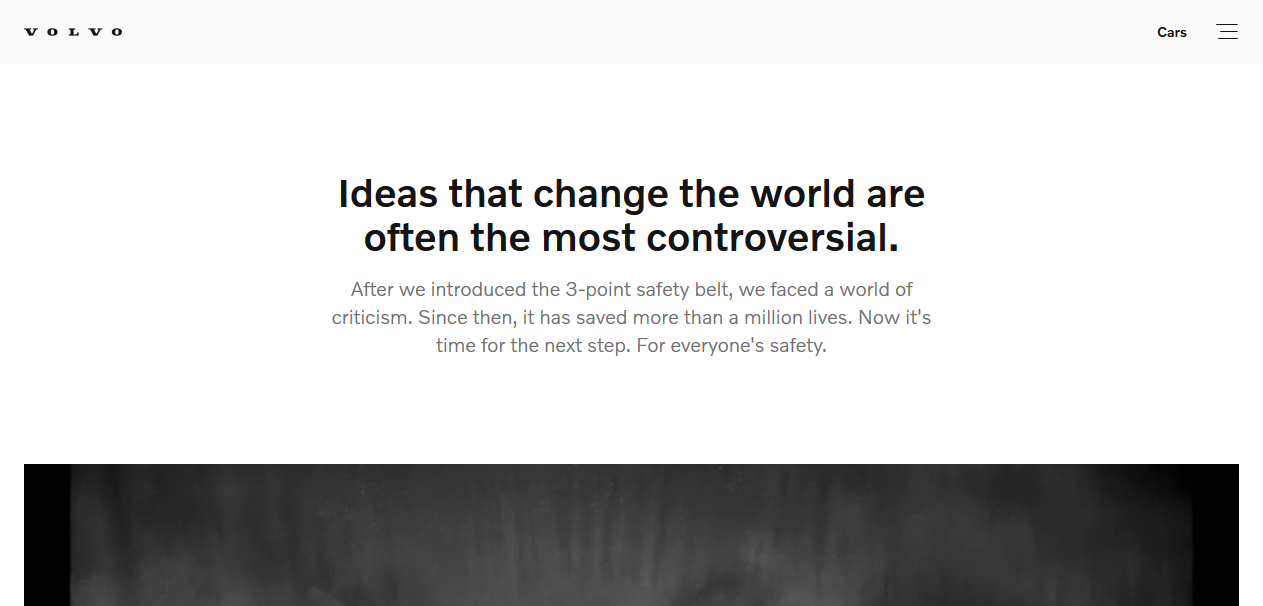 VOLVO
Cars
Ideas that change the world are
often the most controversial.
After we introduced the 3-point safety belt, we faced a world of
criticism. Since then, it has saved more than a million lives. Now it's
time for the next step. For everyone's safety.